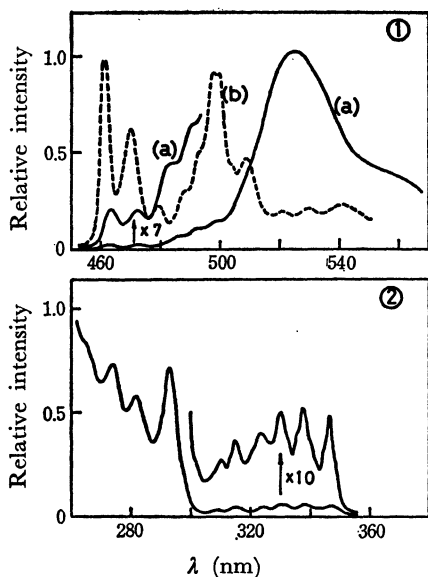 ①
Relative intensity
1.0
0.5
0
(a)
(b)
(a)
×7
460
500
540
②
Relative intensity
1.0
0.5
0
×10
280
320
360
λ (nm)